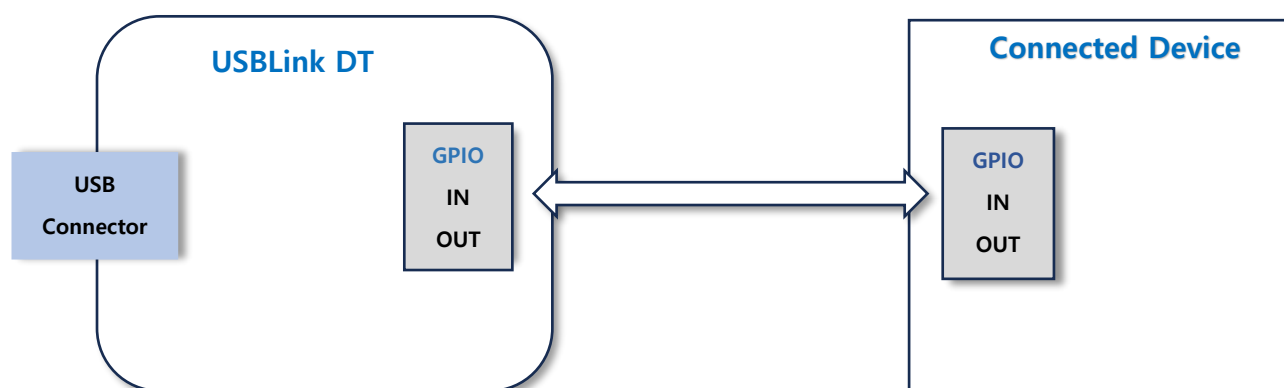 USBLink DT
Connected Device
USB
Connector
GPIO
IN
OUT
GPIO
IN
OUT